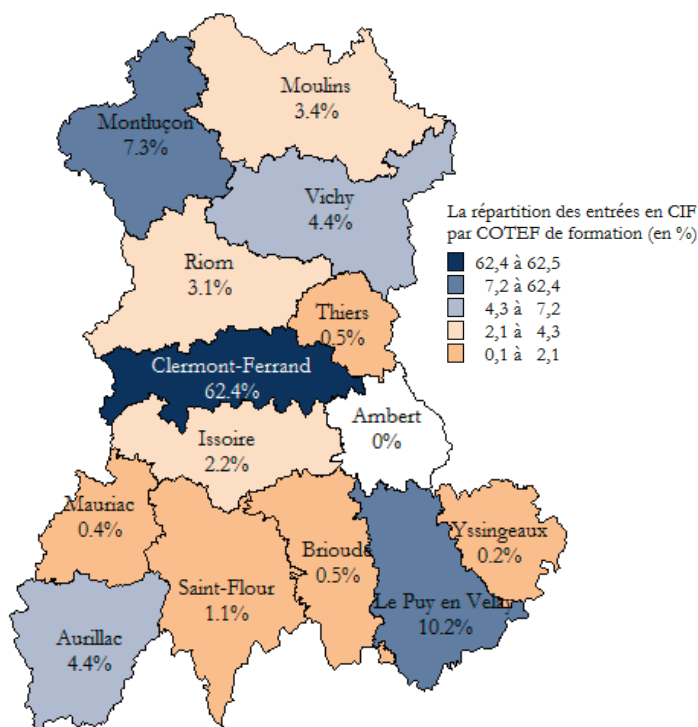 Moulins
3.4%
Montluçon
7.3%
Vichy
4.4%
La répartition des entrées en CIF
par COTEF de formation (en %)
62,4 à 62,5
7,2 à 62,4
4,3 à 7,2
2,1 à 4,3
0,1 à 2,1
Riom
3.1%
Thiers
0.5%
Clermont-Ferrand
62.4%
Ambert
0%
Issoire
2.2%
Mauriac
0.4%
Saint-Flour
1.1%
Brioude
0.5%
Yssingeaux
0.2%
Le Puy en Velay
10.2%
Aurillac
4.4%